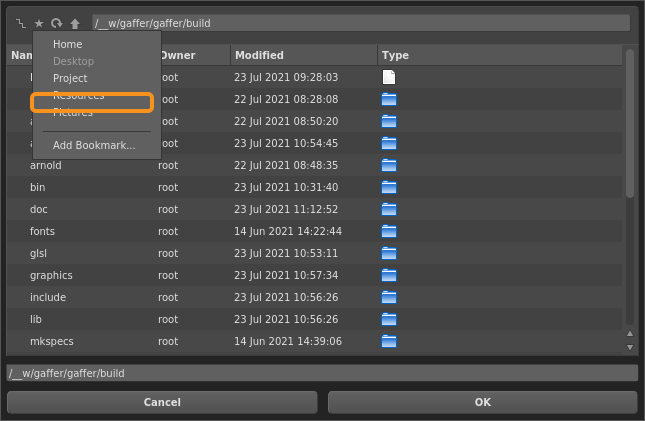 /__w/gaffer/gaffer/build
Owner Modified Type
Home
Desktop
Project
Resources
Pictures
Add Bookmark...
root 23 Jul 2021 09:28:03
root 22 Jul 2021 08:28:08
root 22 Jul 2021 08:50:20
root 23 Jul 2021 10:54:45
arnold root 22 Jul 2021 08:48:35
bin root 23 Jul 2021 10:31:40
doc root 23 Jul 2021 11:12:52
fonts root 14 Jun 2021 14:22:44
glsl root 23 Jul 2021 10:53:11
graphics root 23 Jul 2021 10:57:34
include root 23 Jul 2021 10:56:26
lib root 23 Jul 2021 10:56:26
mkspecs root 14 Jun 2021 14:39:06
/__w/gaffer/gaffer/build
Cancel OK